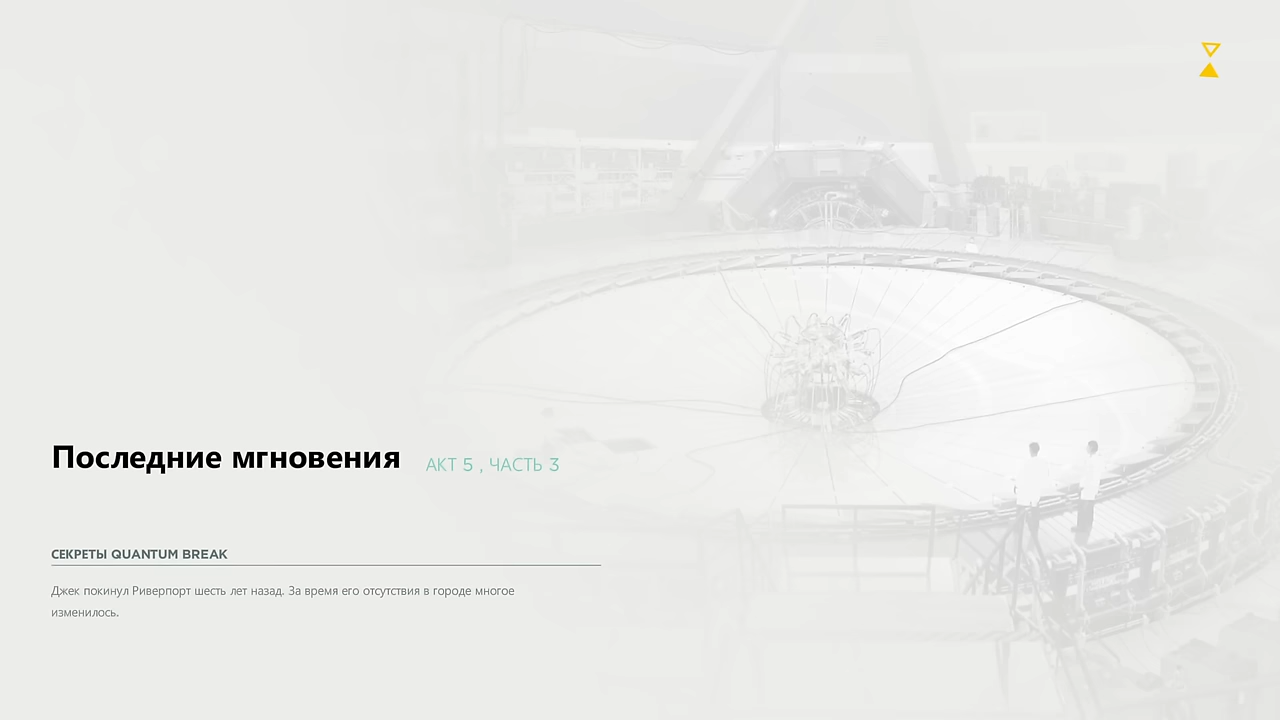 Последние мгновения АКТ 5 , ЧАСТЬ 3
СЕКРЕТЫ QUANTUM BREAK
Джек покинул Риверпорт шесть лет назад. За время его отсутствия в городе многое
изменилось.